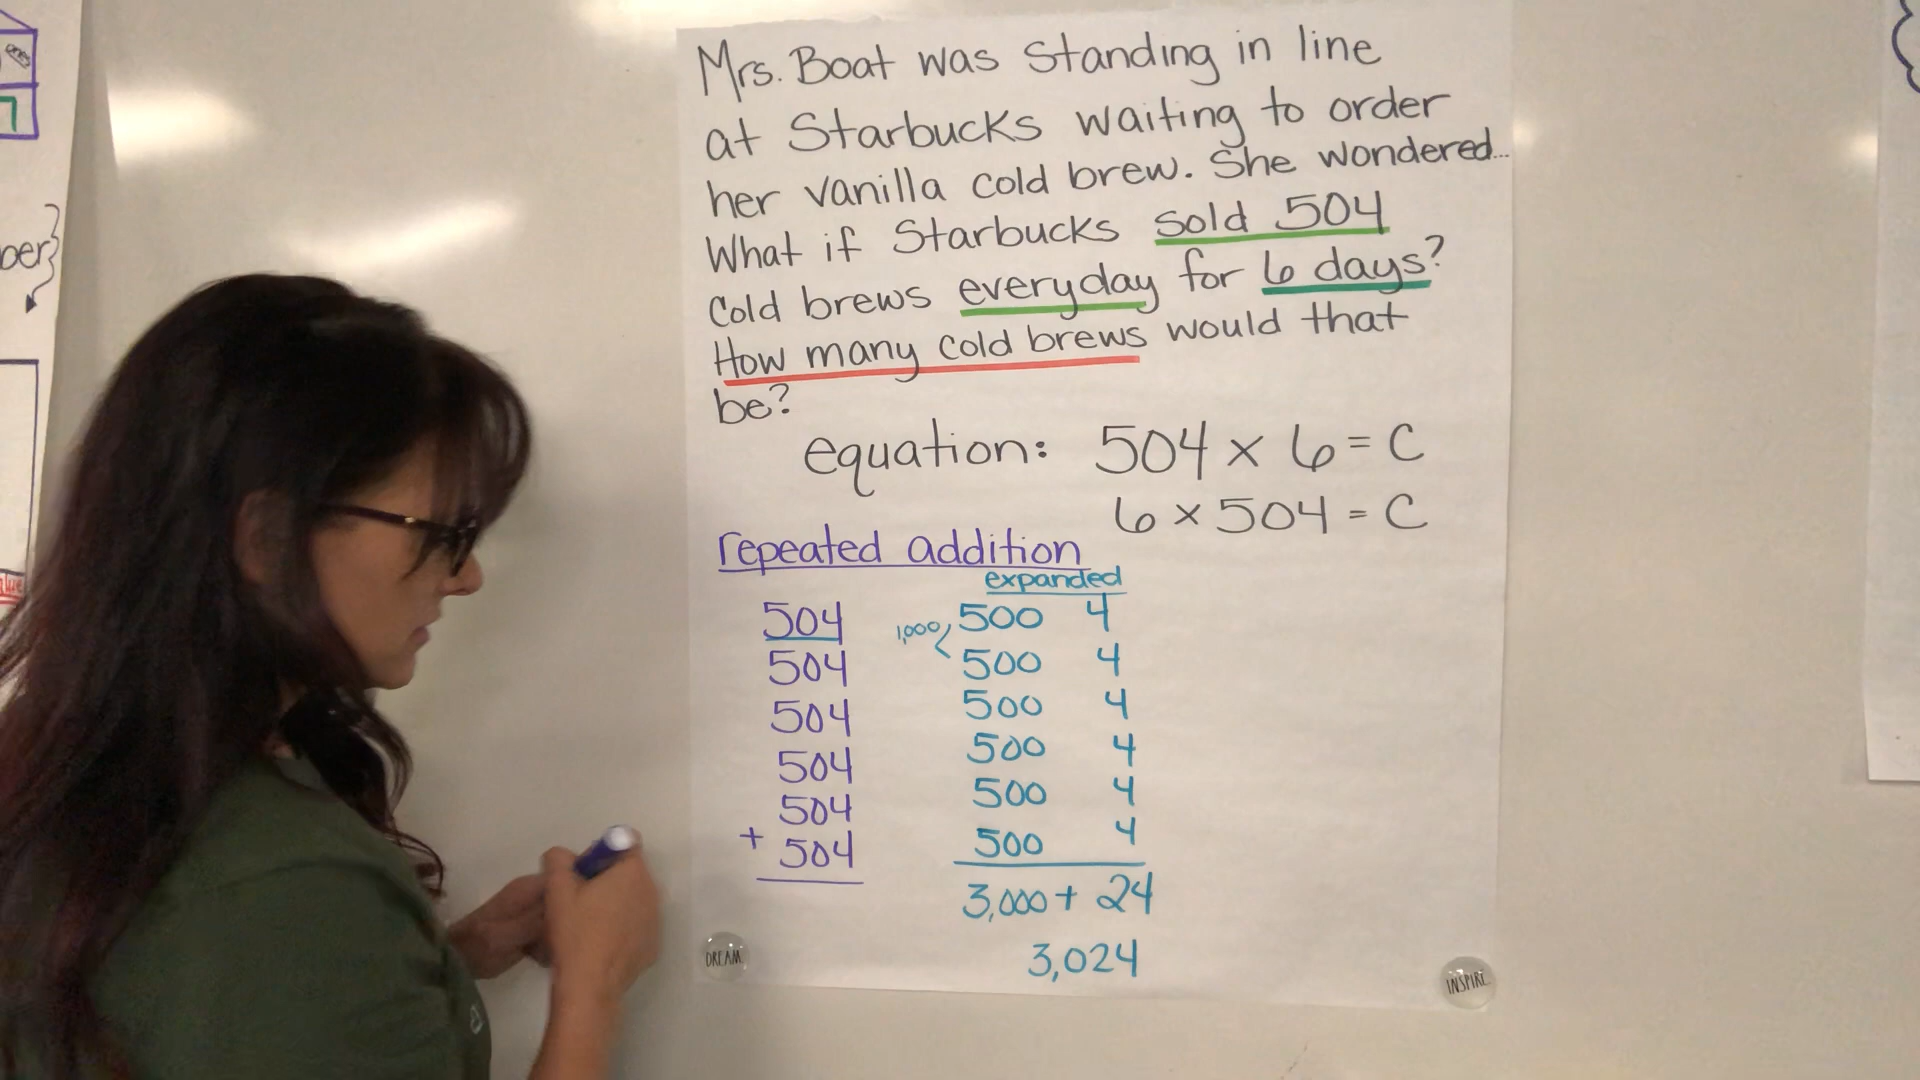 Mrs. Boat was standing in line
at Starbucks waiting to order
her vanilla cold brew. She wondered...
What if Starbucks sold 504
cold brews everyday for 6 days?
How many cold brews would that
be?
equation: 504 x 6 = C
6 x 504 = C
repeated addition
expanded
504
504
504
504
504
+ 504
1,000
500 4
500 4
500 4
500 4
500 4
500 4
3,000 + 24
3,024
DREAM
INSPIRE